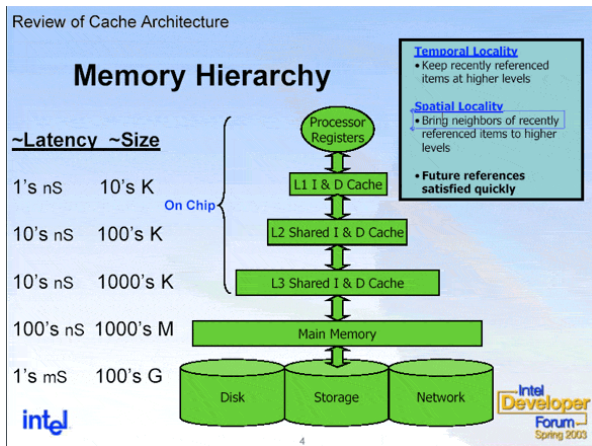 Review of Cache Architecture
Memory Hierarchy
Temporal Locality
•Keep recently referenced
items at higher levels
Spatial Locality
•Bring neighbors of recently
referenced items to higher
levels
•Future references
satisfied quickly
~Latency ~Size
Processor
Registers
1's nS 10's K
On Chip
L1 I & D Cache
10's nS 100's K
L2 Shared I & D Cache
10's nS 1000's K
L3 Shared I & D Cache
100's nS 1000's M
Main Memory
1's mS 100's G
Disk
Storage
Network
intel
4
Intel
Developer
Forum
Spring 2003